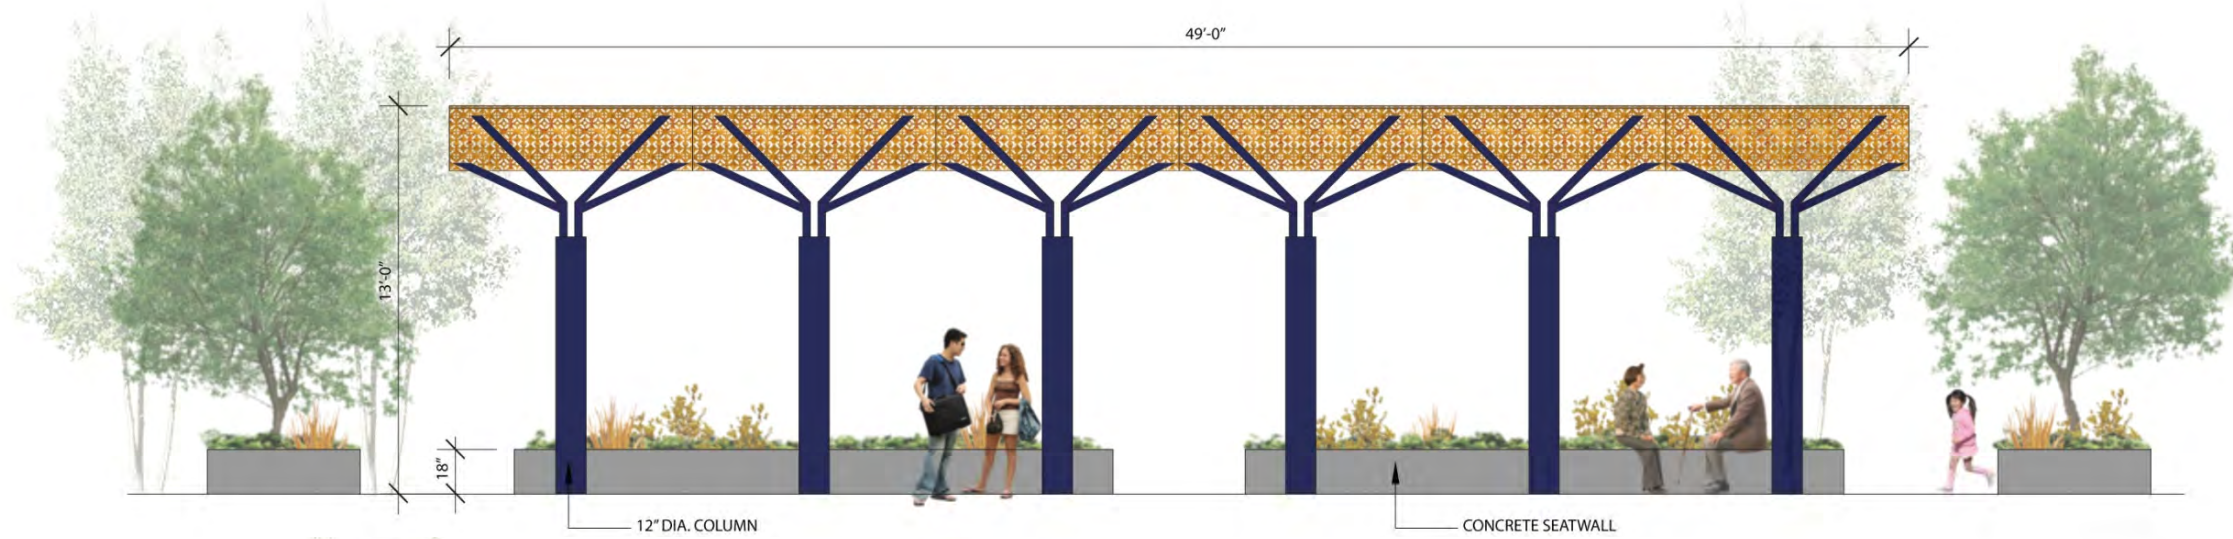 49'-0"
13'-0"
18"
12" DIA. COLUMN
CONCRETE SEATWALL